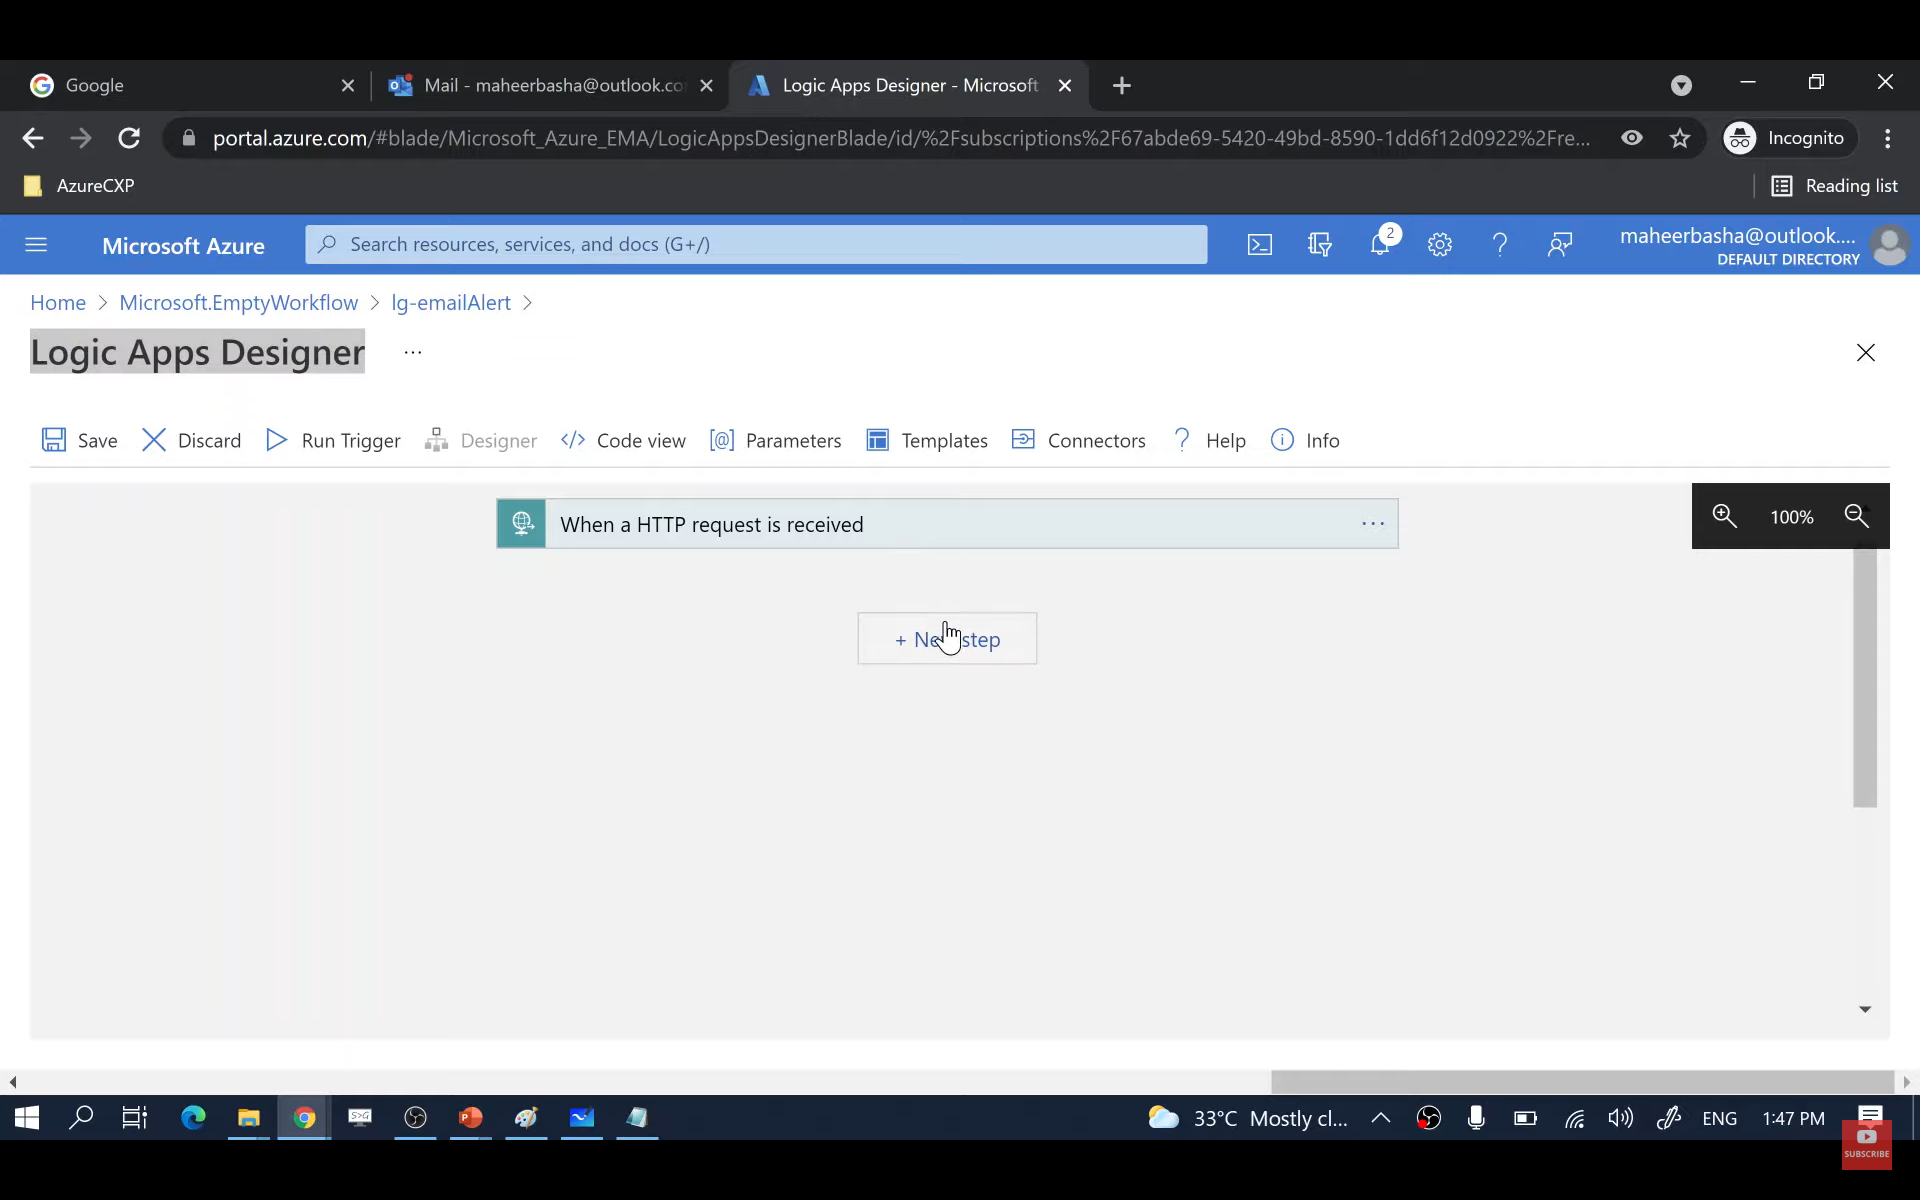 Google
Mail - maheerbasha@outlook.co
Logic Apps Designer - Microsoft
portal.azure.com/#blade/Microsoft_Azure_EMA/LogicAppsDesignerBlade/id/%2Fsubscriptions%2F67abde69-5420-49bd-8590-1dd6f12d0922%2Fre...
Incognito
AzureCXP
Reading list
Microsoft Azure
Search resources, services, and docs (G+/)
2
maheerbasha@outlook....
DEFAULT DIRECTORY
Home > Microsoft.EmptyWorkflow > lg-emailAlert >
Logic Apps Designer ...
Save
Discard
Run Trigger
Designer
Code view
Parameters
Templates
Connectors
Help
Info
When a HTTP request is received ...
100%
+ New step
33°C Mostly cl...
ENG
1:47 PM
SUBSCRIBE